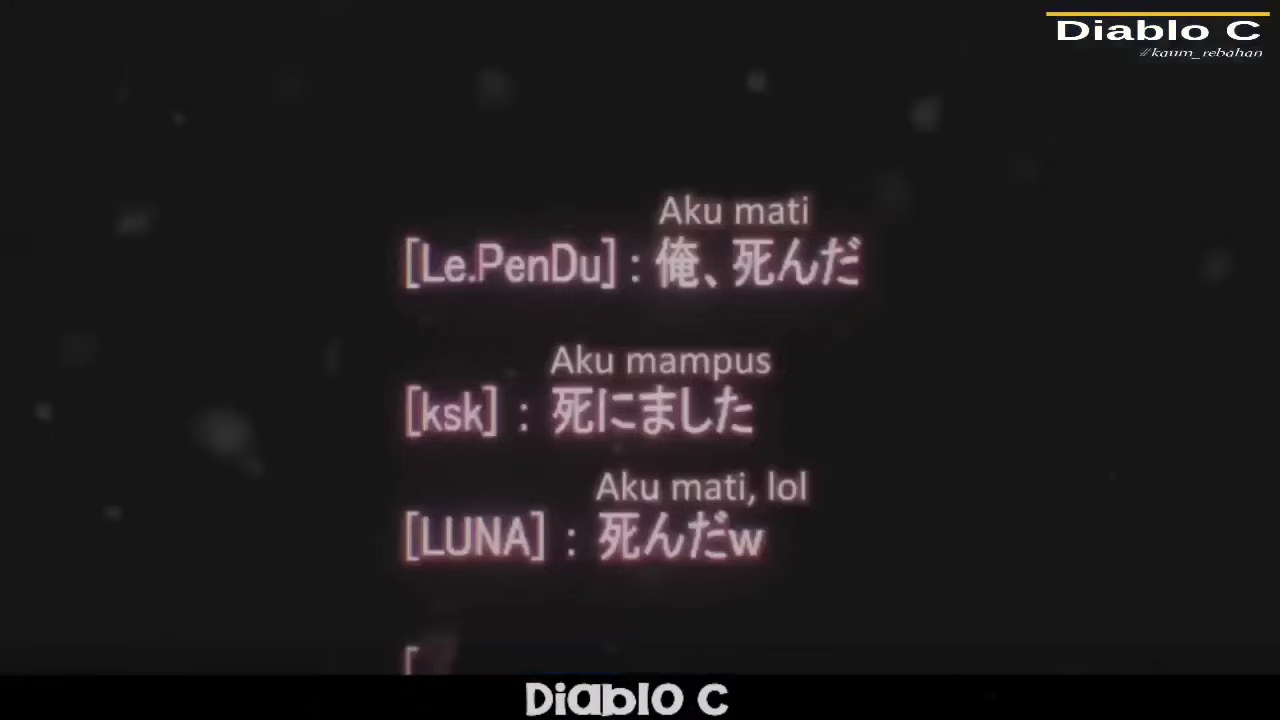 Diablo C
#kaum_rebahan
Aku mati
[Le.PenDu] : 俺、死んだ
Aku mampus
[ksk] : 死にました
Aku mati, lol
[LUNA] : 死んだw
[
Diablo C